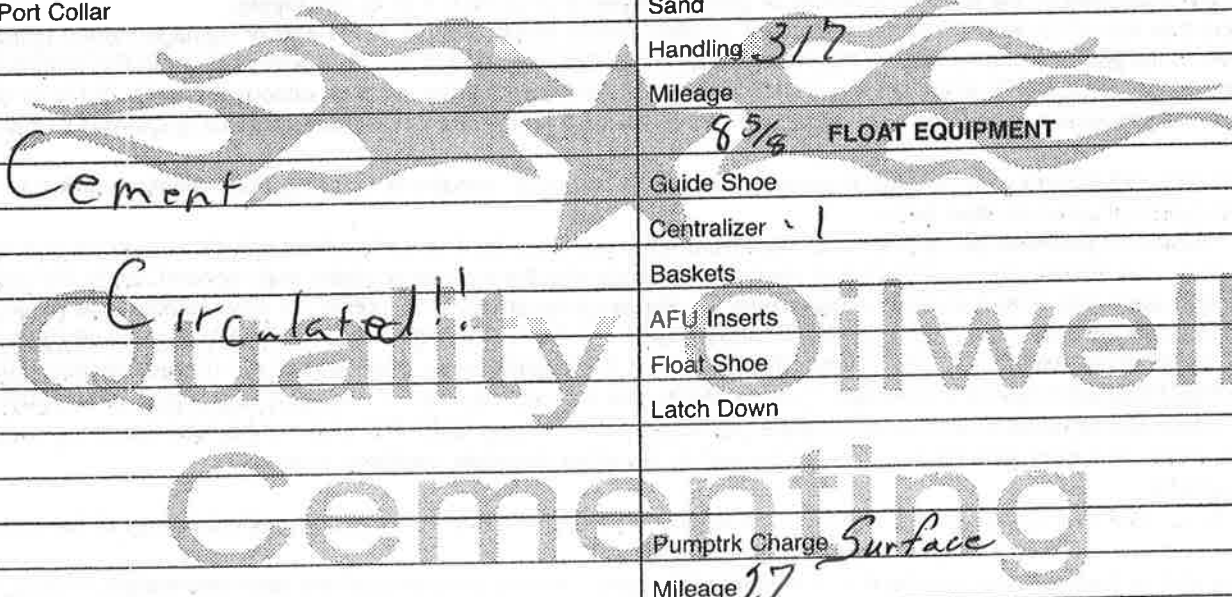 Port Collar
Sand
Handling 317
Mileage
8 5/8 FLOAT EQUIPMENT
Cement
Guide Shoe
Centralizer 1
Baskets
Circulated!!
AFU Inserts
Float Shoe
Latch Down
Quality Oilwell
Cementing
Pumptrk Charge Surface
Mileage 27